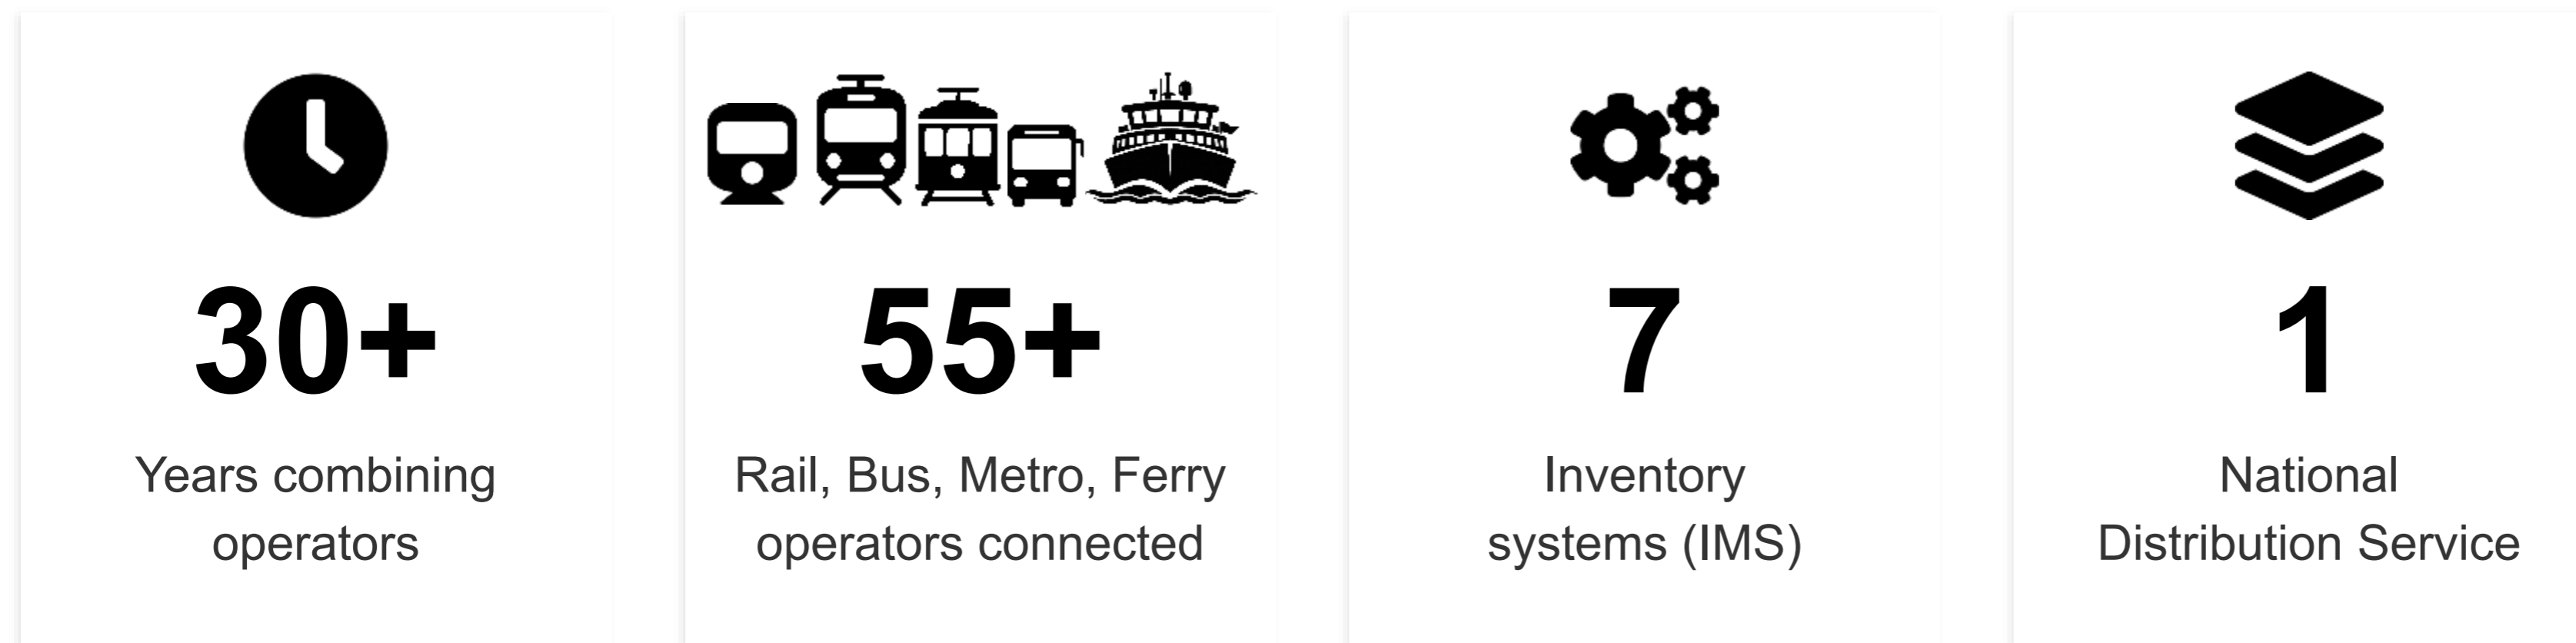 30+
Years combining
operators
55+
Rail, Bus, Metro, Ferry
operators connected
7
Inventory
systems (IMS)
1
National
Distribution Service